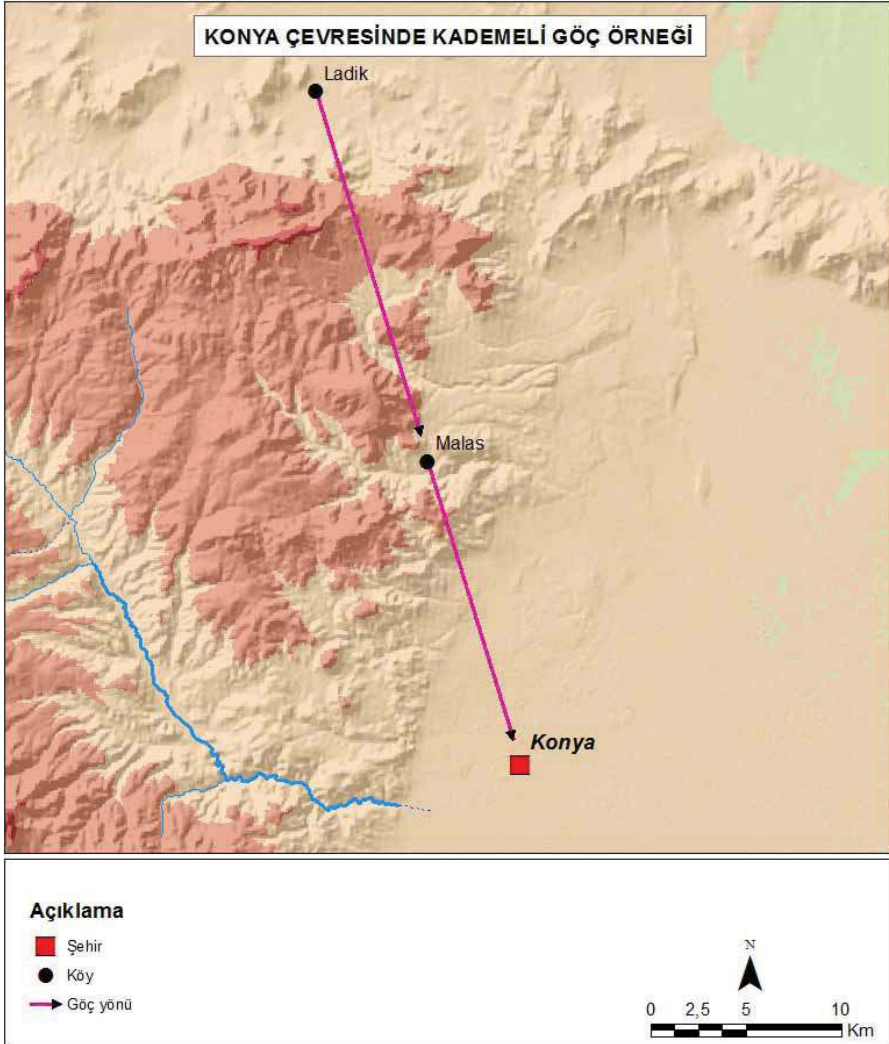 KONYA ÇEVRESİNDE KADEMELİ GÖÇ ÖRNEĞİ
Ladik
Malas
Konya
Açıklama
Şehir
Köy
Göç yönü
N
0 2,5 5 10
Km